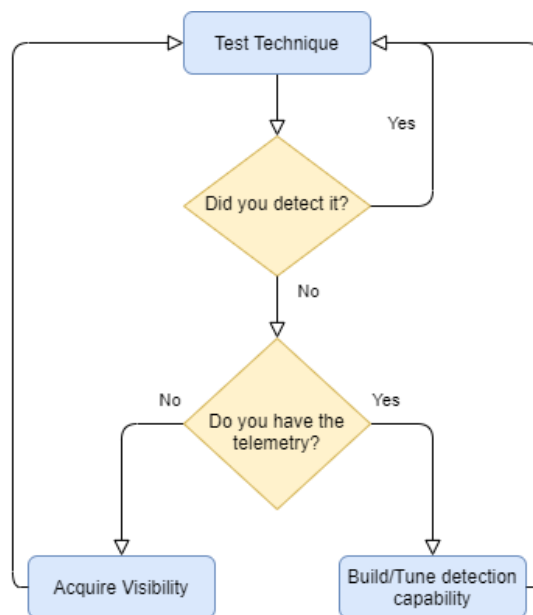 Test Technique
Yes
Did you detect it?
No
No
Yes
Do you have the
telemetry?
Acquire Visibility
Build/Tune detection
capability